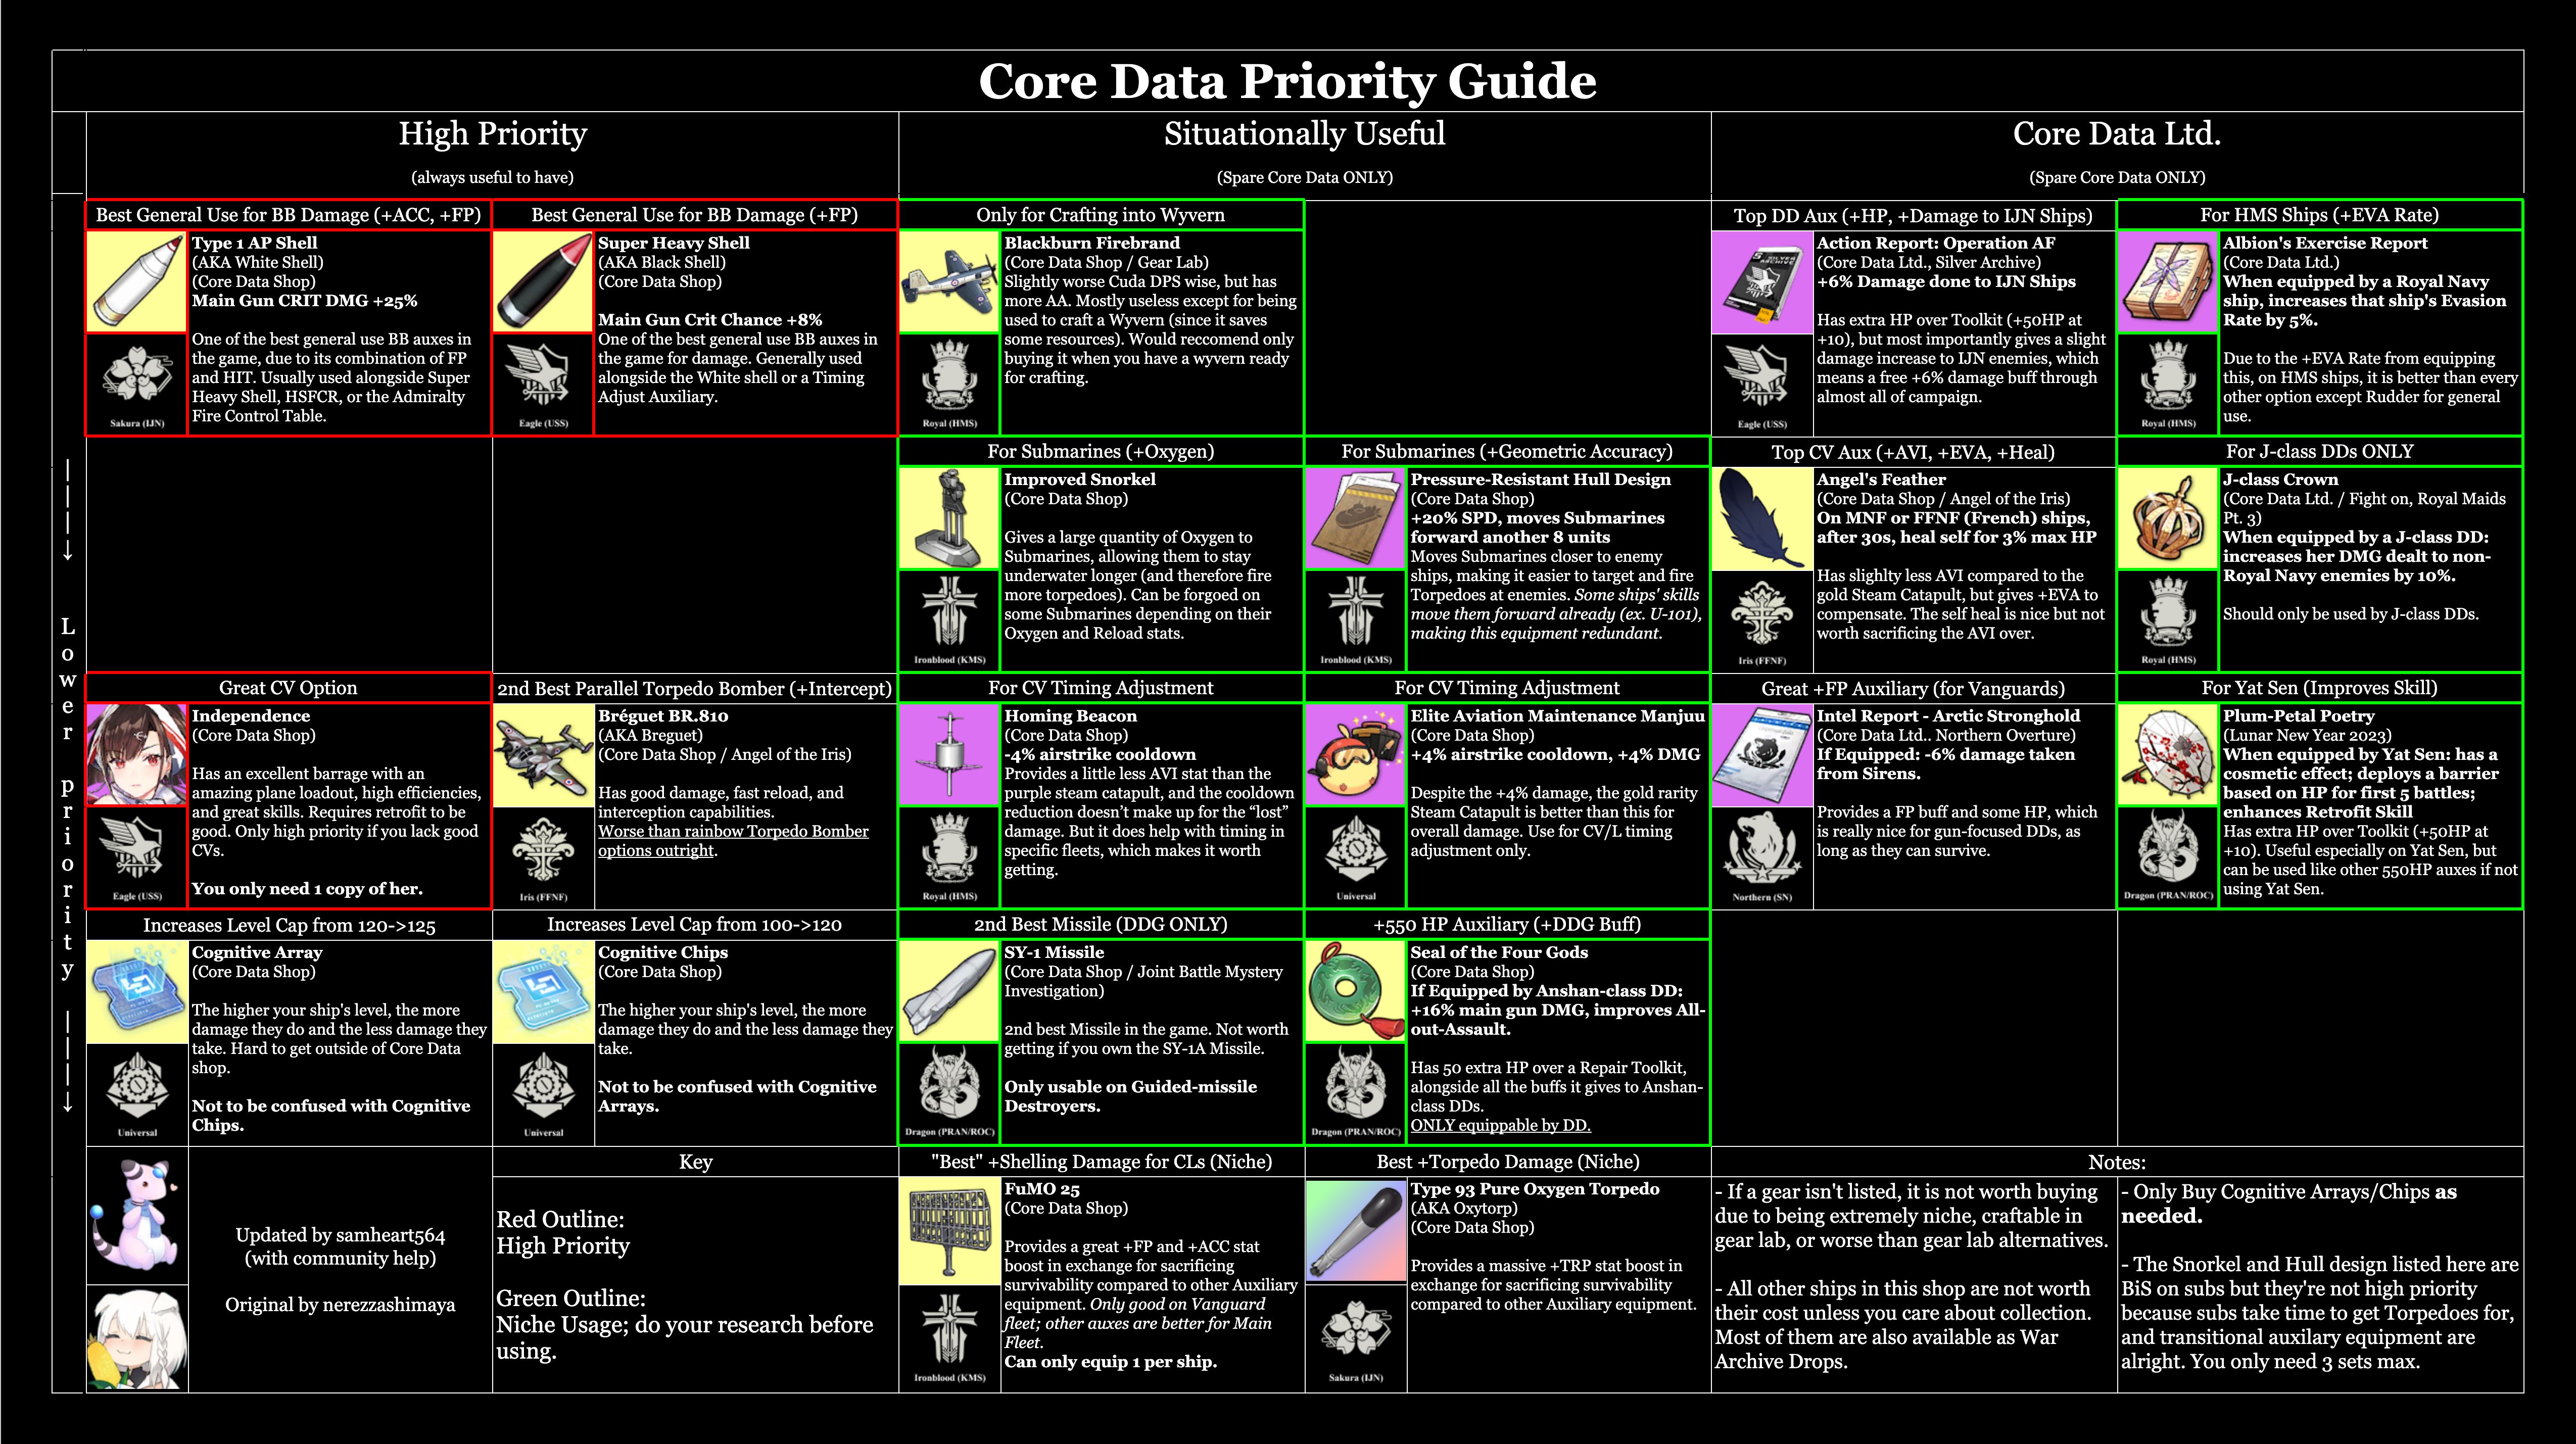 Core Data Priority Guide
High Priority
(always useful to have)
Situationally Useful
(Spare Core Data ONLY)
Core Data Ltd.
(Spare Core Data ONLY)
Lower priority
Best General Use for BB Damage (+ACC, +FP)
Type 1 AP Shell
(AKA White Shell)
(Core Data Shop)
Main Gun CRIT DMG +25%
One of the best general use BB auxes in
the game, due to its combination of FP
and HIT. Usually used alongside Super
Heavy Shell, HSFCR, or the Admiralty
Fire Control Table.
Sakura (IJN)
Best General Use for BB Damage (+FP)
Super Heavy Shell
(AKA Black Shell)
(Core Data Shop)
Main Gun Crit Chance +8%
One of the best general use BB auxes in
the game for damage. Generally used
alongside the White shell or a Timing
Adjust Auxiliary.
Eagle (USS)
Only for Crafting into Wyvern
Blackburn Firebrand
(Core Data Shop / Gear Lab)
Slightly worse Cuda DPS wise, but has
more AA. Mostly useless except for being
used to craft a Wyvern (since it saves
some resources). Would reccomend only
buying it when you have a wyvern ready
for crafting.
Royal (HMS)
Top DD Aux (+HP, +Damage to IJN Ships)
Action Report: Operation AF
(Core Data Ltd., Silver Archive)
+6% Damage done to IJN Ships
Has extra HP over Toolkit (+50HP at
+10), but most importantly gives a slight
damage increase to IJN enemies, which
means a free +6% damage buff through
almost all of campaign.
Eagle (USS)
For HMS Ships (+EVA Rate)
Albion's Exercise Report
(Core Data Ltd.)
When equipped by a Royal Navy
ship, increases that ship's Evasion
Rate by 5%.
Due to the +EVA Rate from equipping
this, on HMS ships, it is better than every
other option except Rudder for general
use.
Royal (HMS)
For Submarines (+Oxygen)
Improved Snorkel
(Core Data Shop)
Gives a large quantity of Oxygen to
Submarines, allowing them to stay
underwater longer (and therefore fire
more torpedoes). Can be forgoed on
some Submarines depending on their
Oxygen and Reload stats.
Ironblood (KMS)
For Submarines (+Geometric Accuracy)
Pressure-Resistant Hull Design
(Core Data Shop)
+20% SPD, moves Submarines
forward another 8 units
Moves Submarines closer to enemy
ships, making it easier to target and fire
Torpedoes at enemies. Some ships' skills
move them forward already (ex. U-101),
making this equipment redundant.
Ironblood (KMS)
Top CV Aux (+AVI, +EVA, +Heal)
Angel's Feather
(Core Data Shop / Angel of the Iris)
On MNF or FFNF (French) ships,
after 30s, heal self for 3% max HP
Has slighlty less AVI compared to the
gold Steam Catapult, but gives +EVA to
compensate. The self heal is nice but not
worth sacrificing the AVI over.
Iris (FFNF)
For J-class DDs ONLY
J-class Crown
(Core Data Ltd. / Fight on, Royal Maids
Pt. 3)
When equipped by a J-class DD:
increases her DMG dealt to non-
Royal Navy enemies by 10%.
Should only be used by J-class DDs.
Royal (HMS)
Great CV Option
Independence
(Core Data Shop)
Has an excellent barrage with an
amazing plane loadout, high efficiencies,
and great skills. Requires retrofit to be
good. Only high priority if you lack good
CVs.
You only need 1 copy of her.
Eagle (USS)
2nd Best Parallel Torpedo Bomber (+Intercept)
Bréguet BR.810
(AKA Breguet)
(Core Data Shop / Angel of the Iris)
Has good damage, fast reload, and
interception capabilities.
Worse than rainbow Torpedo Bomber
options outright.
Iris (FFNF)
For CV Timing Adjustment
Homing Beacon
(Core Data Shop)
-4% airstrike cooldown
Provides a little less AVI stat than the
purple steam catapult, and the cooldown
reduction doesn’t make up for the “lost”
damage. But it does help with timing in
specific fleets, which makes it worth
getting.
Royal (HMS)
For CV Timing Adjustment
Elite Aviation Maintenance Manjuu
(Core Data Shop)
+4% airstrike cooldown, +4% DMG
Despite the +4% damage, the gold rarity
Steam Catapult is better than this for
overall damage. Use for CV/L timing
adjustment only.
Universal
Great +FP Auxiliary (for Vanguards)
Intel Report - Arctic Stronghold
(Core Data Ltd.. Northern Overture)
If Equipped: -6% damage taken
from Sirens.
Provides a FP buff and some HP, which
is really nice for gun-focused DDs, as
long as they can survive.
Northern (SN)
For Yat Sen (Improves Skill)
Plum-Petal Poetry
(Lunar New Year 2023)
When equipped by Yat Sen: has a
cosmetic effect; deploys a barrier
based on HP for first 5 battles;
enhances Retrofit Skill
Has extra HP over Toolkit (+50HP at
+10). Useful especially on Yat Sen, but
can be used like other 550HP auxes if not
using Yat Sen.
Dragon (PRAN/ROC)
Increases Level Cap from 120->125
Cognitive Array
(Core Data Shop)
The higher your ship's level, the more
damage they do and the less damage they
take. Hard to get outside of Core Data
shop.
Not to be confused with Cognitive
Chips.
Universal
Increases Level Cap from 100->120
Cognitive Chips
(Core Data Shop)
The higher your ship's level, the more
damage they do and the less damage they
take.
Not to be confused with Cognitive
Arrays.
Universal
2nd Best Missile (DDG ONLY)
SY-1 Missile
(Core Data Shop / Joint Battle Mystery
Investigation)
2nd best Missile in the game. Not worth
getting if you own the SY-1A Missile.
Only usable on Guided-missile
Destroyers.
Dragon (PRAN/ROC)
+550 HP Auxiliary (+DDG Buff)
Seal of the Four Gods
(Core Data Shop)
If Equipped by Anshan-class DD:
+16% main gun DMG, improves All-
out-Assault.
Has 50 extra HP over a Repair Toolkit,
alongside all the buffs it gives to Anshan-
class DDs.
ONLY equippable by DD.
Dragon (PRAN/ROC)
Updated by samheart564
(with community help)
Original by nerezzashimaya
Key
Red Outline:
High Priority
Green Outline:
Niche Usage; do your research before
using.
"Best" +Shelling Damage for CLs (Niche)
FuMO 25
(Core Data Shop)
Provides a great +FP and +ACC stat
boost in exchange for sacrificing
survivability compared to other Auxiliary
equipment. Only good on Vanguard
fleet; other auxes are better for Main
Fleet.
Can only equip 1 per ship.
Ironblood (KMS)
Best +Torpedo Damage (Niche)
Type 93 Pure Oxygen Torpedo
(AKA Oxytorp)
(Core Data Shop)
Provides a massive +TRP stat boost in
exchange for sacrificing survivability
compared to other Auxiliary equipment.
Sakura (IJN)
Notes:
- If a gear isn't listed, it is not worth buying
due to being extremely niche, craftable in
gear lab, or worse than gear lab alternatives.
- All other ships in this shop are not worth
their cost unless you care about collection.
Most of them are also available as War
Archive Drops.
- Only Buy Cognitive Arrays/Chips as
needed.
- The Snorkel and Hull design listed here are
BiS on subs but they're not high priority
because subs take time to get Torpedoes for,
and transitional auxilary equipment are
alright. You only need 3 sets max.